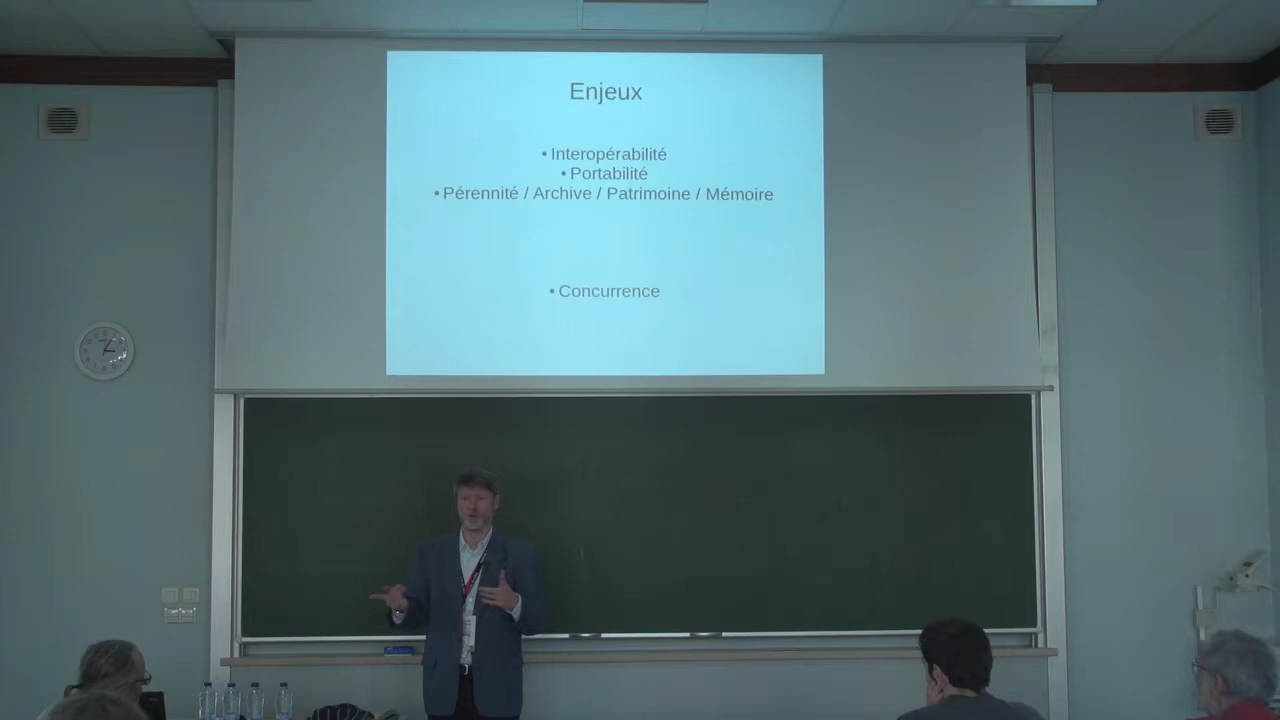 Enjeux
• Interopérabilité
• Portabilité
• Pérennité / Archive / Patrimoine / Mémoire
• Concurrence